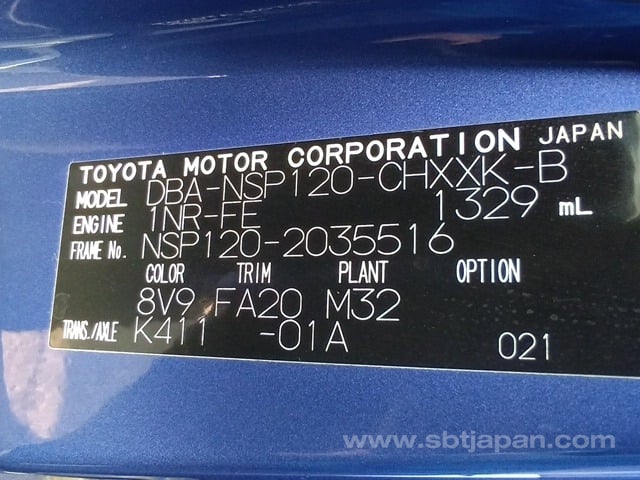 TOYOTA MOTOR CORPORATION JAPAN
MODEL DBA-NSP120-CHXXK-B
ENGINE 1NR-FE 1329 mL
FRAME No. NSP120-2035516
COLOR TRIM PLANT OPTION
8V9 FA20 M32
TRANS./AXLE K411 -01A 021
www.sbtjapan.com